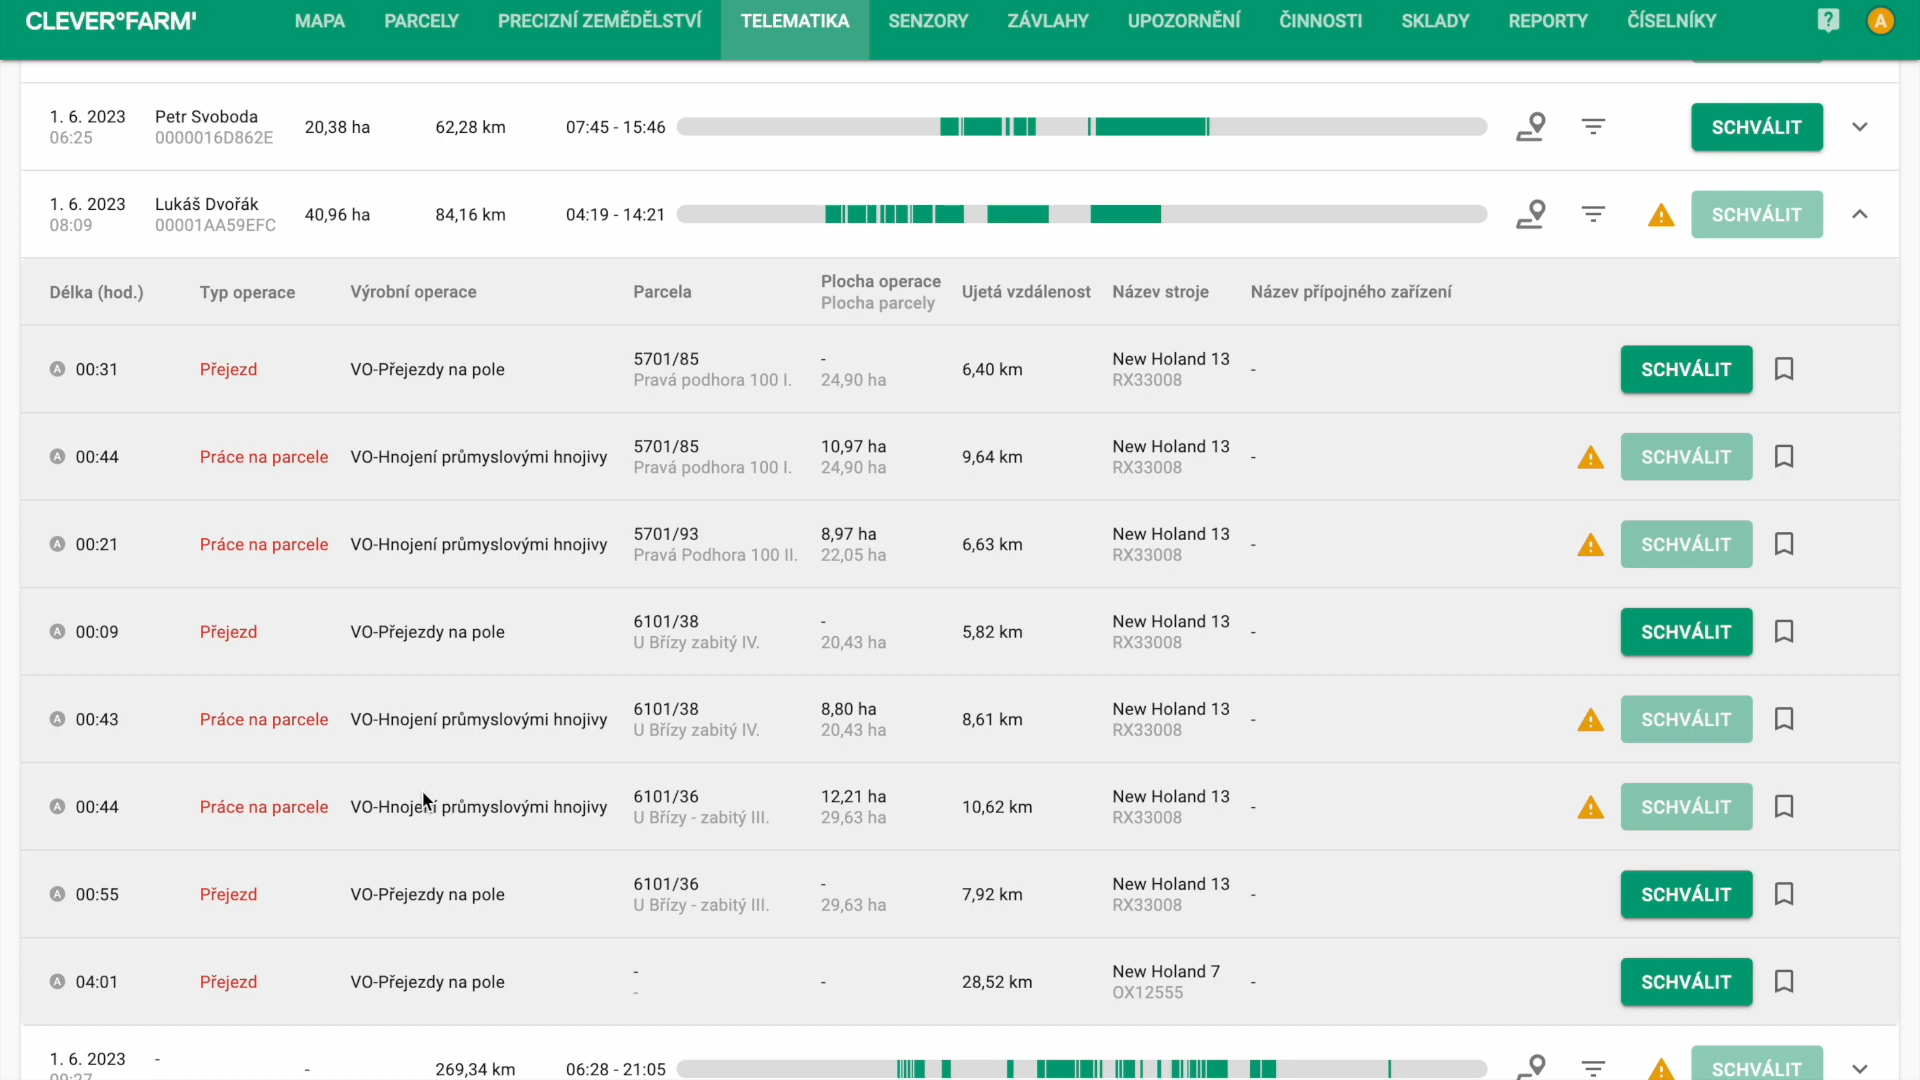 CLEVER°FARM'
MAPA
PARCELY
PRECIZNÍ ZEMĚDĚLSTVÍ
TELEMATIKA
SENZORY
ZÁVLAHY
UPOZORNĚNÍ
ČINNOSTI
SKLADY
REPORTY
ČÍSELNÍKY
?
A
1. 6. 2023 Petr Svoboda
06:25 0000016D862E
20,38 ha 62,28 km 07:45 - 15:46 SCHVÁLIT
1. 6. 2023 Lukáš Dvořák
08:09 00001AA59EFC
40,96 ha 84,16 km 04:19 - 14:21 SCHVÁLIT
Délka (hod.) Typ operace Výrobní operace Parcela
Plocha operace
Plocha parcely
Ujetá vzdálenost Název stroje Název přípojného zařízení
A 00:31 Přejezd VO-Přejezdy na pole
5701/85
Pravá podhora 100 I.
-
24,90 ha
6,40 km
New Holand 13
RX33008
-
SCHVÁLIT
A 00:44 Práce na parcele VO-Hnojení průmyslovými hnojivy
5701/85
Pravá podhora 100 I.
10,97 ha
24,90 ha
9,64 km
New Holand 13
RX33008
-
SCHVÁLIT
A 00:21 Práce na parcele VO-Hnojení průmyslovými hnojivy
5701/93
Pravá Podhora 100 II.
8,97 ha
22,05 ha
6,63 km
New Holand 13
RX33008
-
SCHVÁLIT
A 00:09 Přejezd VO-Přejezdy na pole
6101/38
U Břízy zabitý IV.
-
20,43 ha
5,82 km
New Holand 13
RX33008
-
SCHVÁLIT
A 00:43 Práce na parcele VO-Hnojení průmyslovými hnojivy
6101/38
U Břízy zabitý IV.
8,80 ha
20,43 ha
8,61 km
New Holand 13
RX33008
-
SCHVÁLIT
A 00:44 Práce na parcele VO-Hnojení průmyslovými hnojivy
6101/36
U Břízy - zabitý III.
12,21 ha
29,63 ha
10,62 km
New Holand 13
RX33008
-
SCHVÁLIT
A 00:55 Přejezd VO-Přejezdy na pole
6101/36
U Břízy - zabitý III.
-
29,63 ha
7,92 km
New Holand 13
RX33008
-
SCHVÁLIT
A 04:01 Přejezd VO-Přejezdy na pole
-
-
-
28,52 km
New Holand 7
OX12555
-
SCHVÁLIT
1. 6. 2023 -
- 269,34 km 06:28 - 21:05 SCHVÁLIT